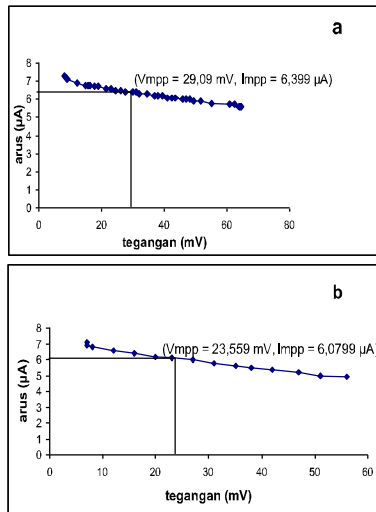 a
8
(Vmpp = 29,09 mV, Impp = 6,399 µA)
7
6
5
4
3
2
1
0
arus (µA)
0 20 40 60 80
tegangan (mV)
b
8
7
(Vmpp = 23,559 mV, Impp = 6,0799 µA)
6
5
4
3
2
1
0
arus (µA)
0 10 20 30 40 50 60
tegangan (mV)